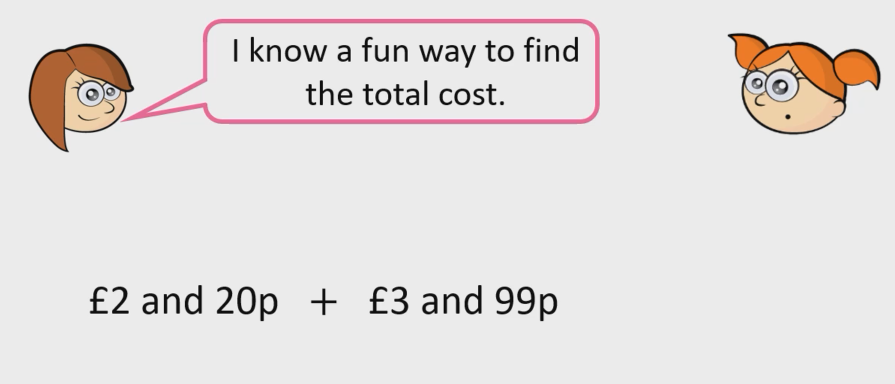 I know a fun way to find
the total cost.
£2 and 20p + £3 and 99p